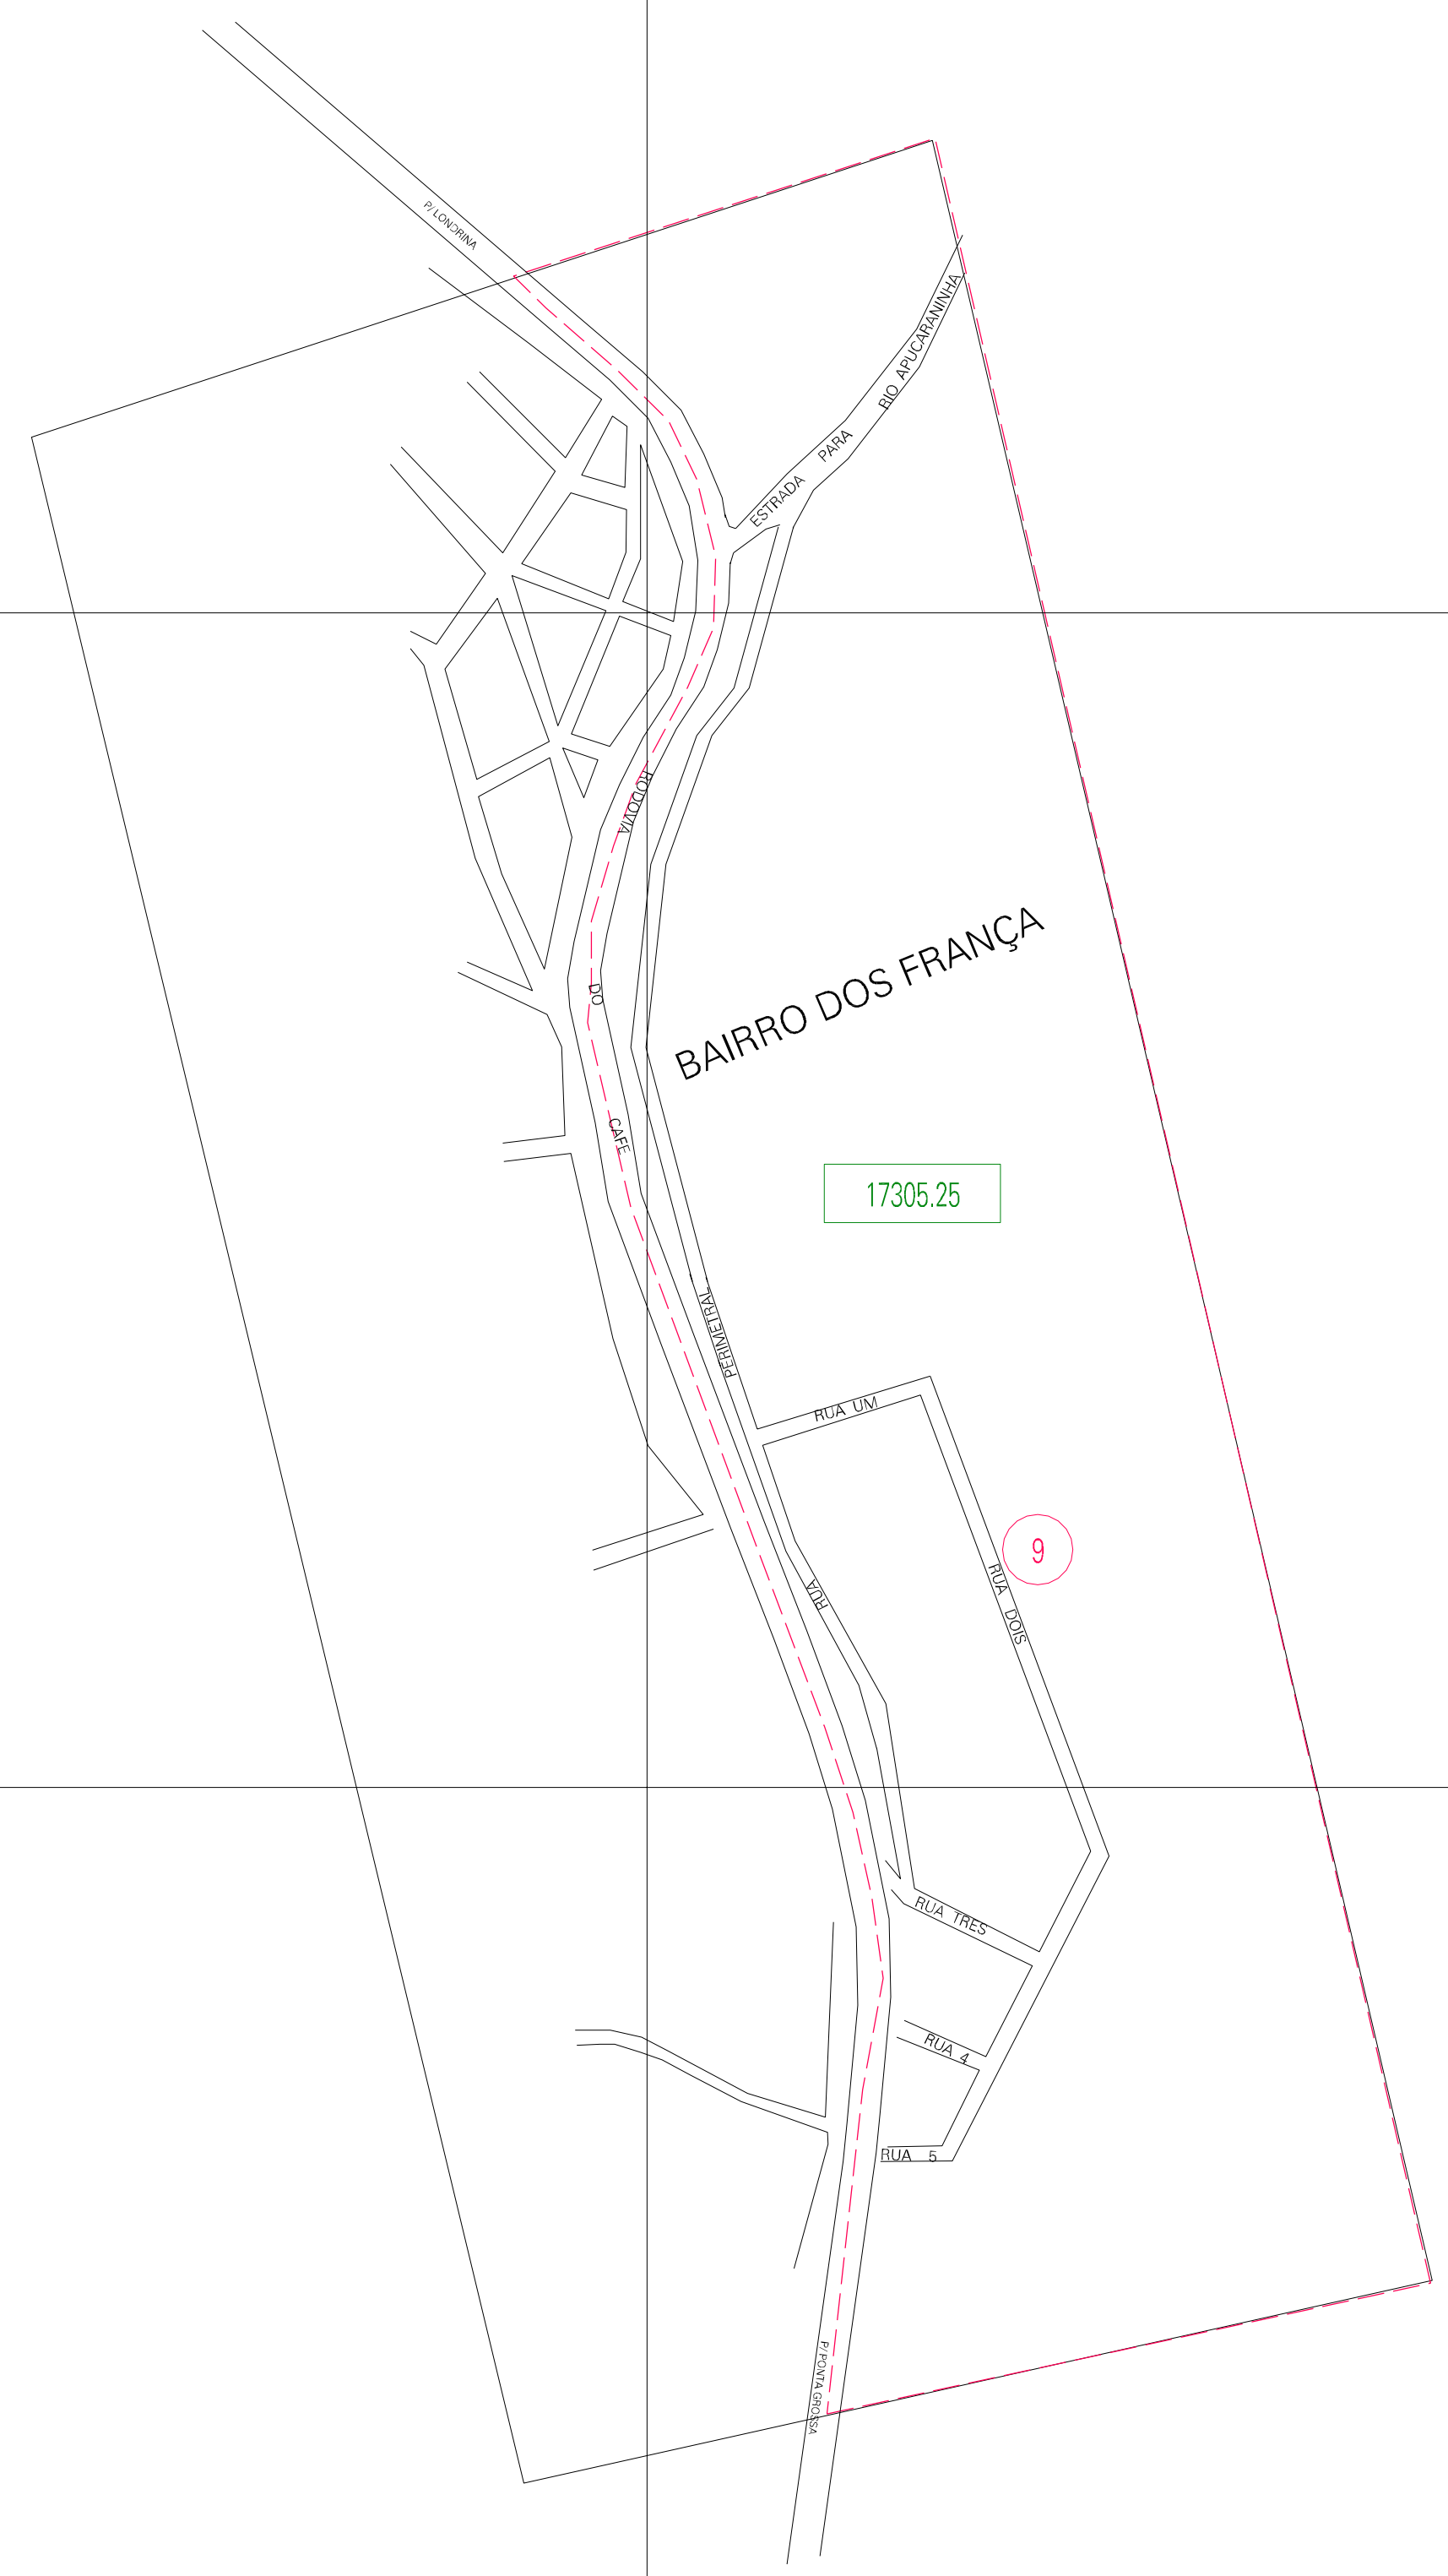 P/ LONDRINA
ESTRADA PARA RIO APUCARANINHA
RODOVIA DO CAFE
BAIRRO DOS FRANÇA
17305.25
RUA PERIMETRAL
RUA UM
9
RUA DOIS
RUA TRES
RUA 4
RUA 5
P/ PONTA GROSSA